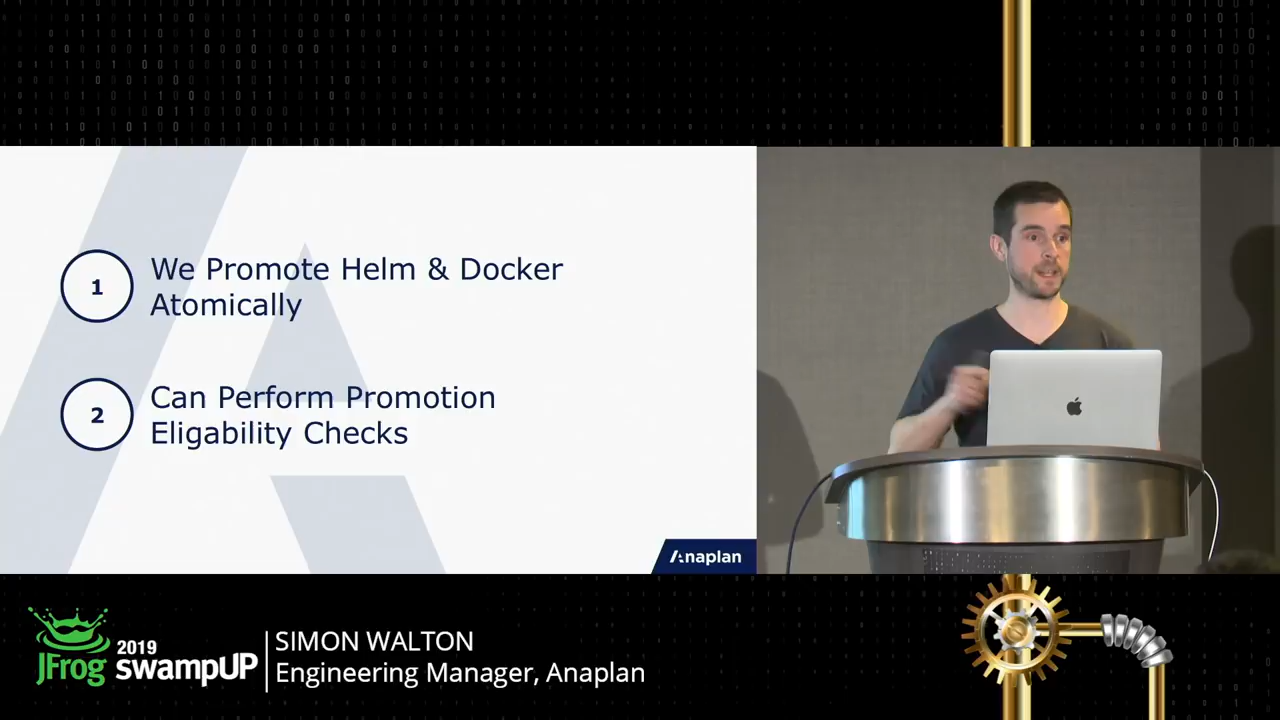 1
We Promote Helm & Docker
Atomically
2
Can Perform Promotion
Eligability Checks
Anaplan
JFrog
2019
swampUP
SIMON WALTON
Engineering Manager, Anaplan